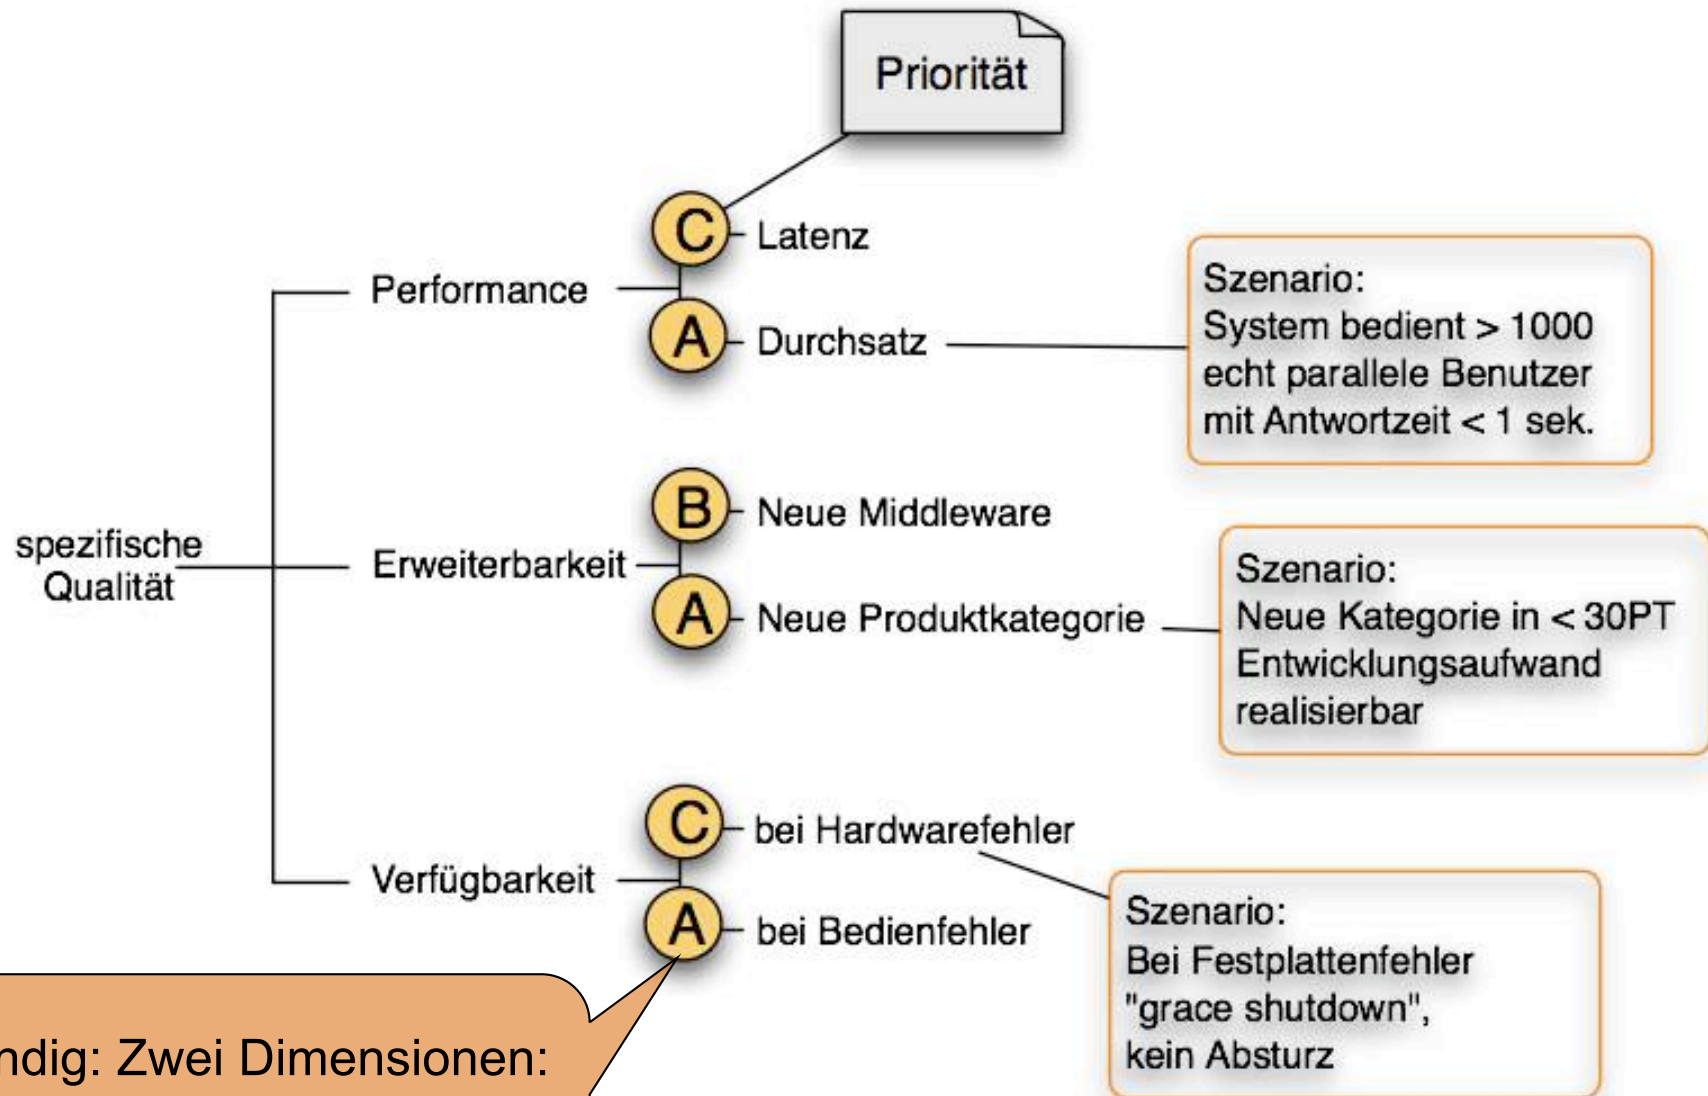 Priorität
C
Latenz
Performance
A
Durchsatz
Szenario:
System bedient > 1000
echt parallele Benutzer
mit Antwortzeit < 1 sek.
spezifische
Qualität
B
Neue Middleware
Erweiterbarkeit
A
Neue Produktkategorie
Szenario:
Neue Kategorie in < 30PT
Entwicklungsaufwand
realisierbar
C
bei Hardwarefehler
Verfügbarkeit
A
bei Bedienfehler
Szenario:
Bei Festplattenfehler
"grace shutdown",
kein Absturz
Zwei Dimensionen: